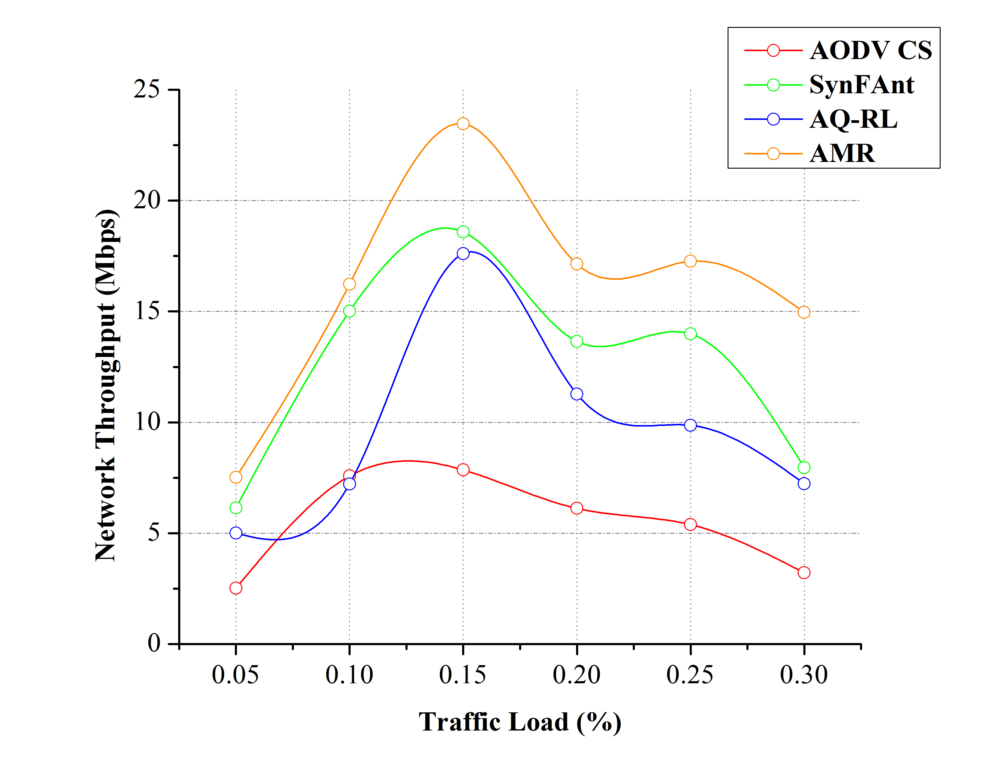 AODV CS
SynFAnt
AQ-RL
AMR
25
20
15
10
5
0
Network Throughput (Mbps)
0.05 0.10 0.15 0.20 0.25 0.30
Traffic Load (%)